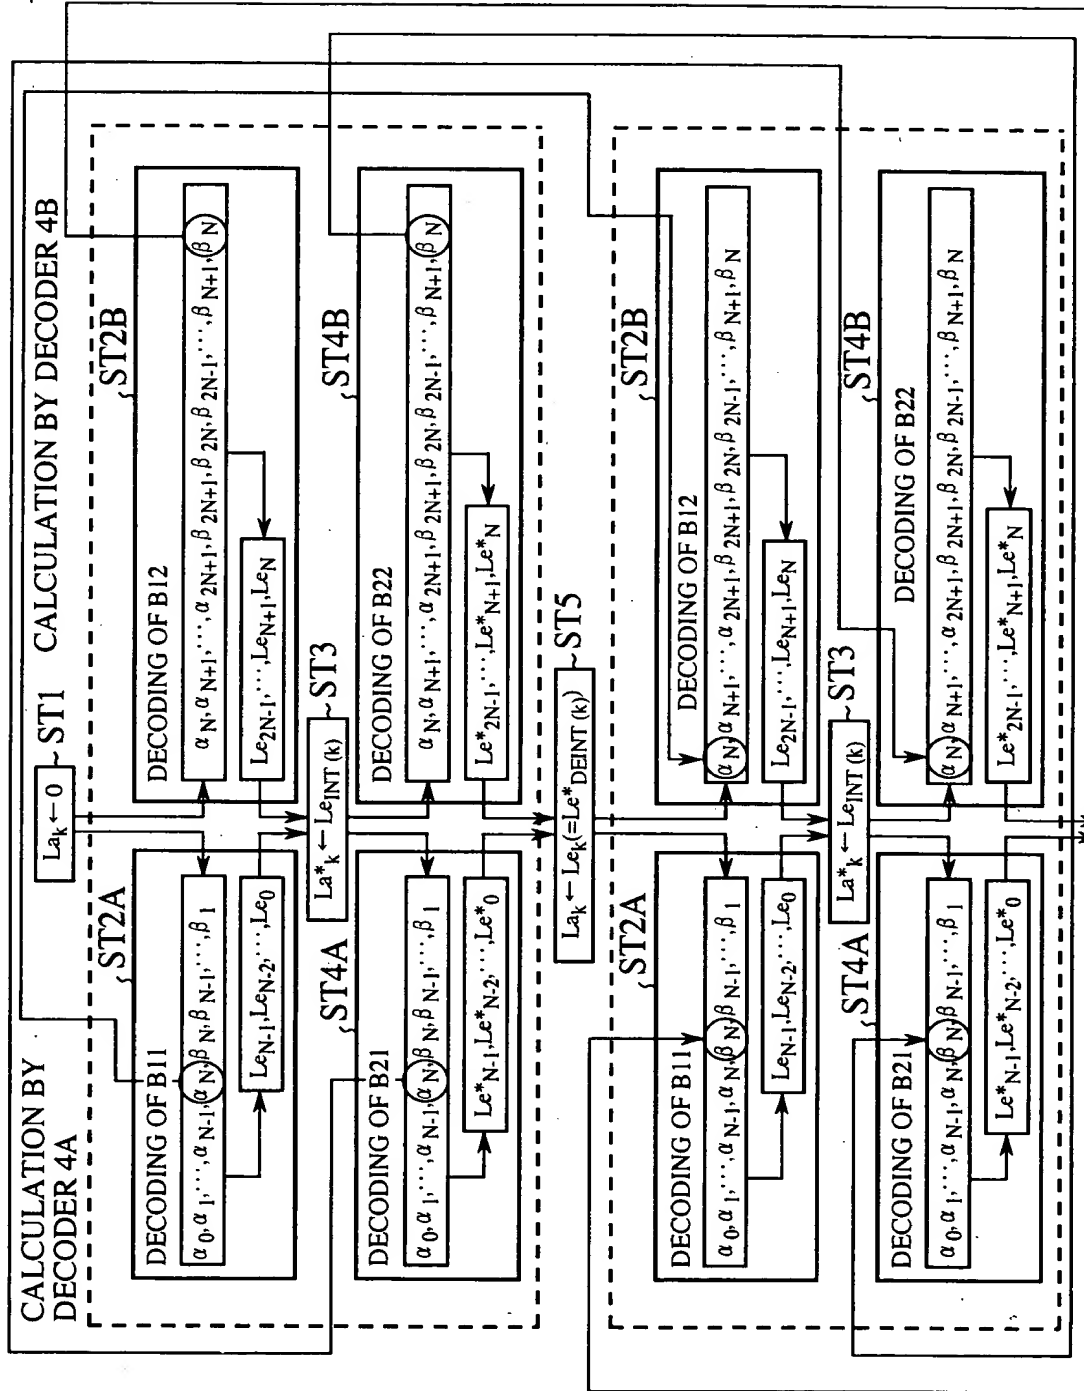 CALCULATION BY
DECODER 4A
La_k ← 0 ~ST1
CALCULATION BY DECODER 4B
ST2A
DECODING OF B11
α_0, α_1, ···, α_N-1, α_N, β_N, β_N-1, ···, β_1
Le_N-1, Le_N-2, ···, Le_0
ST2B
DECODING OF B12
α_N, α_N+1, ···, α_2N+1, β_2N+1, β_2N, β_2N-1, ···, β_N+1, β_N
Le_2N-1, ···, Le_N+1, Le_N
La*_k ← Le_INT (k) ~ST3
ST4A
DECODING OF B21
α_0, α_1, ···, α_N-1, α_N, β_N, β_N-1, ···, β_1
Le*_N-1, Le*_N-2, ···, Le*_0
ST4B
DECODING OF B22
α_N, α_N+1, ···, α_2N+1, β_2N+1, β_2N, β_2N-1, ···, β_N+1, β_N
Le*_2N-1, ···, Le*_N+1, Le*_N
La_k ← Le_k (=Le*_DEINT (k)) ~ST5
ST2A
DECODING OF B11
α_0, α_1, ···, α_N-1, α_N, β_N, β_N-1, ···, β_1
Le_N-1, Le_N-2, ···, Le_0
ST2B
DECODING OF B12
α_N, α_N+1, ···, α_2N+1, β_2N+1, β_2N, β_2N-1, ···, β_N+1, β_N
Le_2N-1, ···, Le_N+1, Le_N
La*_k ← Le_INT (k) ~ST3
ST4A
DECODING OF B21
α_0, α_1, ···, α_N-1, α_N, β_N, β_N-1, ···, β_1
Le*_N-1, Le*_N-2, ···, Le*_0
ST4B
DECODING OF B22
α_N, α_N+1, ···, α_2N+1, β_2N+1, β_2N, β_2N-1, ···, β_N+1, β_N
Le*_2N-1, ···, Le*_N+1, Le*_N